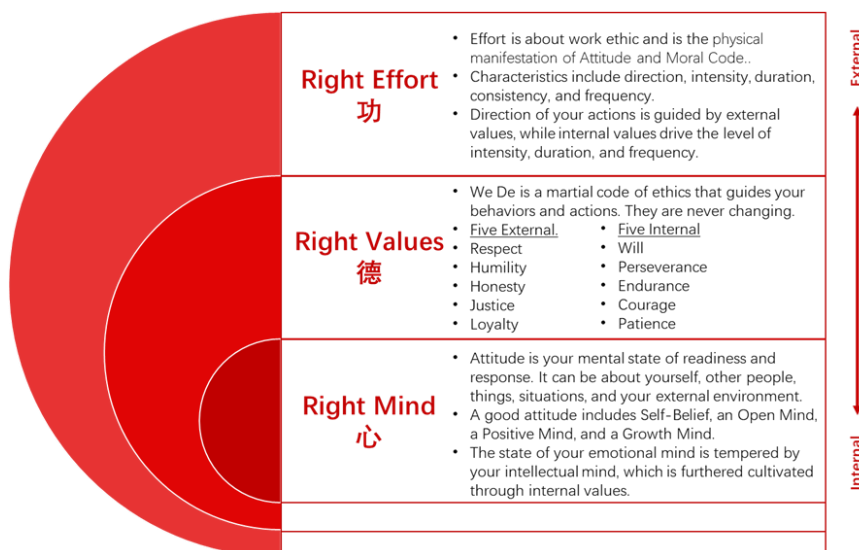 Right Effort
功
• Effort is about work ethic and is the physical
manifestation of Attitude and Moral Code..
• Characteristics include direction, intensity, duration,
consistency, and frequency.
• Direction of your actions is guided by external
values, while internal values drive the level of
intensity, duration, and frequency.
Right Values
德
• We De is a martial code of ethics that guides your
behaviors and actions. They are never changing.
• Five External.
• Respect
• Humility
• Honesty
• Justice
• Loyalty
• Five Internal
• Will
• Perseverance
• Endurance
• Courage
• Patience
Right Mind
心
• Attitude is your mental state of readiness and
response. It can be about yourself, other people,
things, situations, and your external environment.
• A good attitude includes Self-Belief, an Open Mind,
a Positive Mind, and a Growth Mind.
• The state of your emotional mind is tempered by
your intellectual mind, which is furthered cultivated
through internal values.
External
Internal